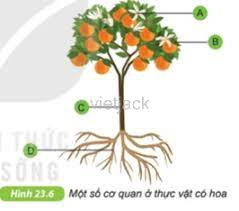 A
B
C
vietjack
D
THỨC
SỐNG
Hình 23.6 Một số cơ quan ở thực vật có hoa